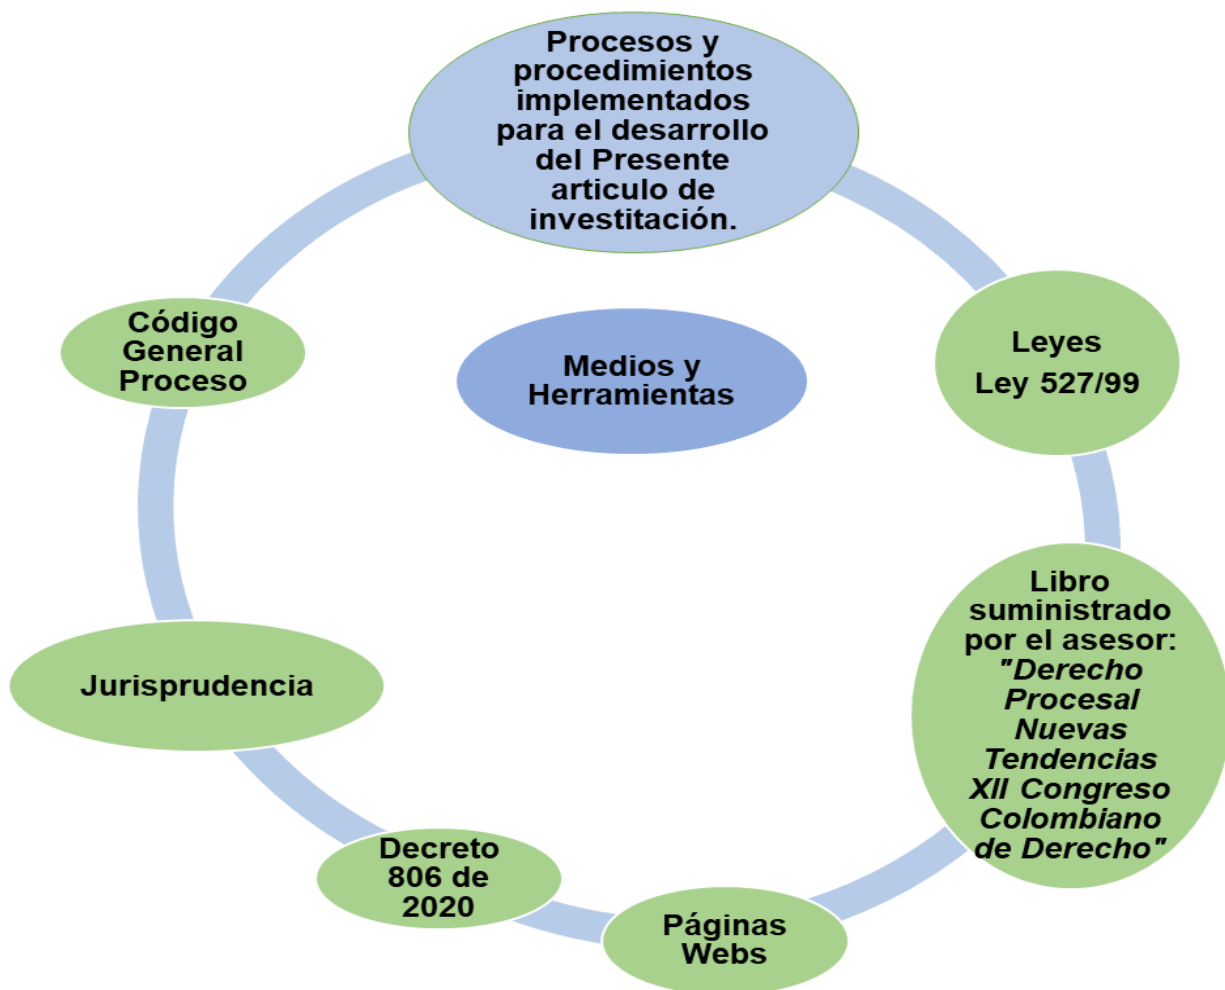 Procesos y
procedimientos
implementados
para el desarrollo
del Presente
articulo de
investitación.
Medios y
Herramientas
Leyes
Ley 527/99
Libro
suministrado
por el asesor:
"Derecho
Procesal
Nuevas
Tendencias
XII Congreso
Colombiano
de Derecho"
Páginas
Webs
Decreto
806 de
2020
Jurisprudencia
Código
General
Proceso